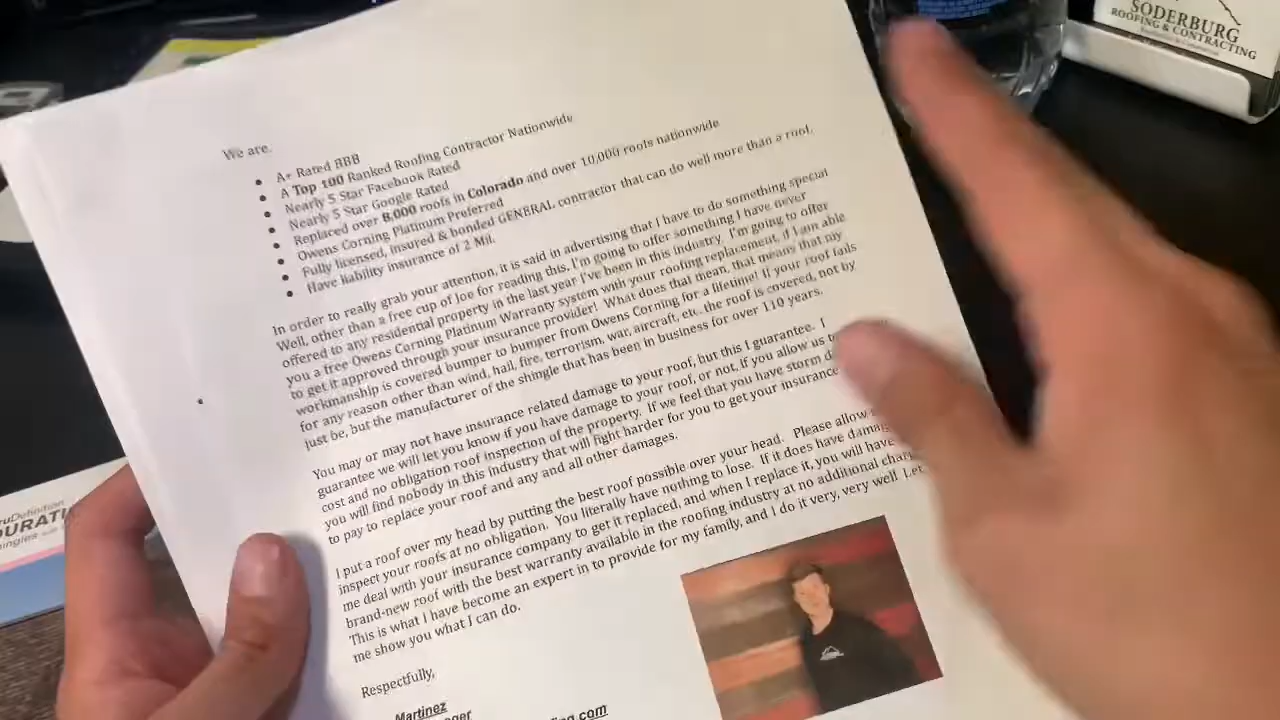 SODERBURG
ROOFING & CONTRACTING
We are.
A+ Rated BBB
A Top 100 Ranked Roofing Contractor Nationwide
Nearly 5 Star Facebook Rated
Nearly 5 Star Google Rated
Replaced over 8,000 roofs in Colorado and over 10,000 roofs nationwide
Owens Corning Platinum Preferred
Fully licensed, insured & bonded GENERAL contractor that can do well more than a roof.
Have liability insurance of 2 Mil.
In order to really grab your attention, it is said in advertising that I have to do something special
Well, other than a free cup of Joe for reading this, I'm going to offer something I have never
offered to any residential property in the last year I've been in this industry. I'm going to offer
you a free Owens Corning Platinum Warranty system with your roofing replacement, if I am able
to get it approved through your insurance provider! What does that mean, that means that my
workmanship is covered bumper to bumper from Owens Corning for a lifetime! If your roof fails
for any reason other than wind, hail, fire, terrorism, war, aircraft, etc. the roof is covered, not by
just be, but the manufacturer of the shingle that has been in business for over 110 years.
You may or may not have insurance related damage to your roof, but this I guarantee. I
guarantee we will let you know if you have damage to your roof, or not, if you allow us
cost and no obligation roof inspection of the property. If we feel that you have storm
you will find nobody in this industry that will fight harder for you to get your insurance
to pay to replace your roof and any and all other damages.
I put a roof over my head by putting the best roof possible over your head. Please allow
inspect your roofs at no obligation. You literally have nothing to lose. If it does have
me deal with your insurance company to get it replaced, and when I replace it, you will have
brand-new roof with the best warranty available in the roofing industry at no additional
This is what I have become an expert in to provide for my family, and I do it very, very well Let
me show you what I can do.
Respectfully,
Martinez